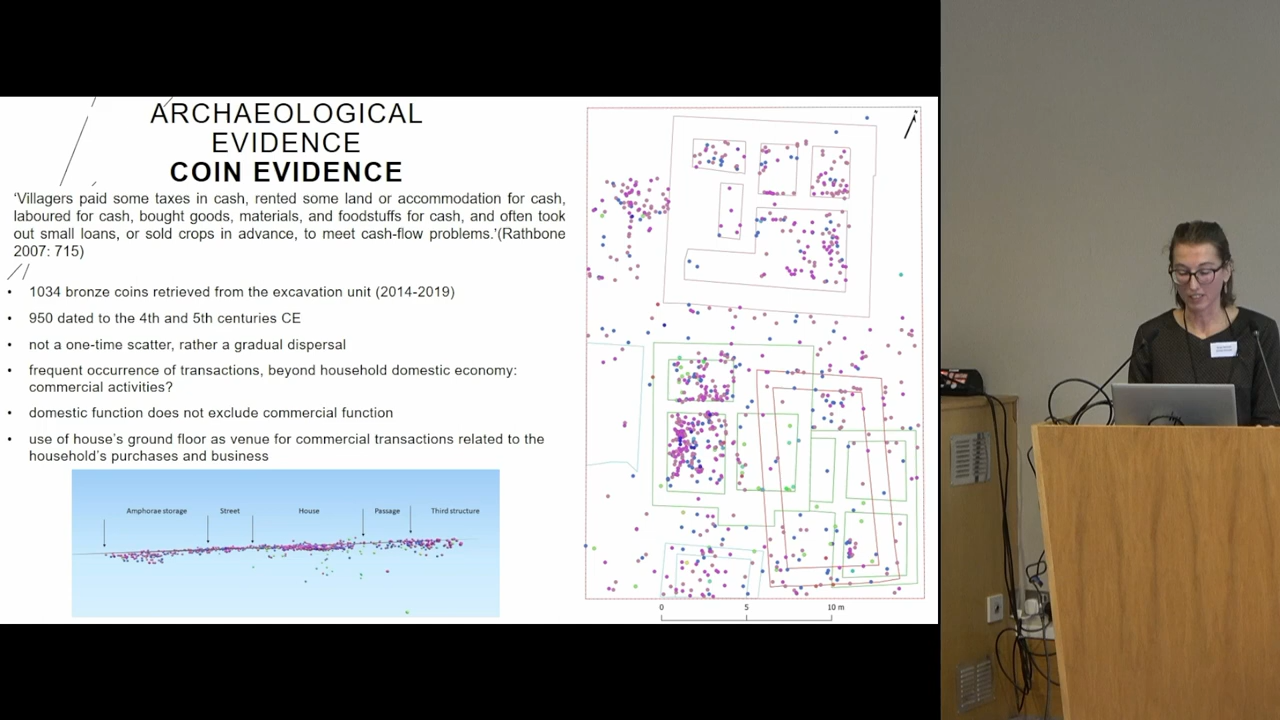 ARCHAEOLOGICAL
EVIDENCE
COIN EVIDENCE
‘Villagers paid some taxes in cash, rented some land or accommodation for cash,
laboured for cash, bought goods, materials, and foodstuffs for cash, and often took
out small loans, or sold crops in advance, to meet cash-flow problems.’(Rathbone
2007: 715)
• 1034 bronze coins retrieved from the excavation unit (2014-2019)
• 950 dated to the 4th and 5th centuries CE
• not a one-time scatter, rather a gradual dispersal
• frequent occurrence of transactions, beyond household domestic economy:
commercial activities?
• domestic function does not exclude commercial function
• use of house’s ground floor as venue for commercial transactions related to the
household’s purchases and business
Amphorae storage Street House Passage Third structure
0 5 10 m